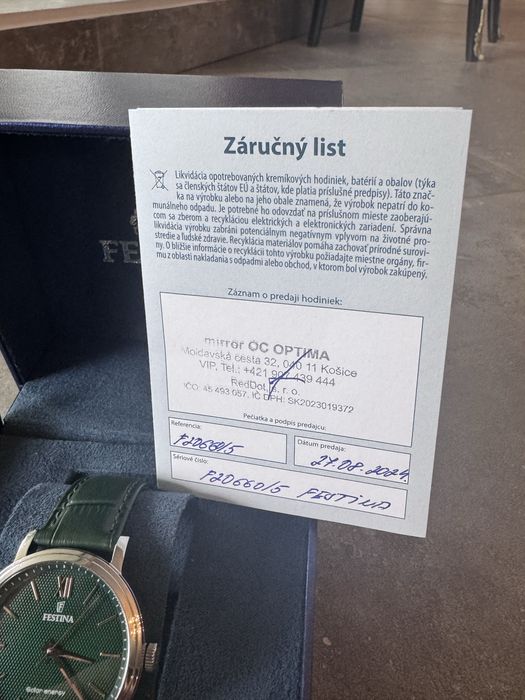 Záručný list
Likvidácia opotrebovaných kremíkových hodiniek, batérií a obalov (týka
sa členských štátov EÚ a štátov, kde platia príslušné predpisy). Táto znač-
ka na výrobku alebo na jeho obale znamená, že výrobok nepatrí do ko-
munálneho odpadu. Je potrebné ho odovzdať na príslušnom mieste zaoberajú-
com sa zberom a recykláciou elektrických a elektronických zariadení. Správna
likvidácia výrobku zabráni potenciálnym negatívnym vplyvom na životné pro-
stredie a ľudské zdravie. Recyklácia materiálov pomáha zachovať prírodné surovi-
ny. O bližšie informácie o recyklácii tohto výrobku požiadajte miestne orgány, fir-
mu z oblasti nakladania s odpadmi alebo obchod, v ktorom bol výrobok zakúpený.
Záznam o predaji hodiniek:
mirror OC OPTIMA
Moldavská cesta 32, 040 11 Košice
VIP, Tel.: +421 907 439 444
RedDot, s. r. o.
IČO: 45 493 057, IČ DPH: SK2023019372
Pečiatka a podpis predajcu.
Referencia:
F20660/5
Dátum predaja:
27.08.2024.
Sériové číslo:
F20660/5 FESTINA
FE
F
FESTINA
Solar energy